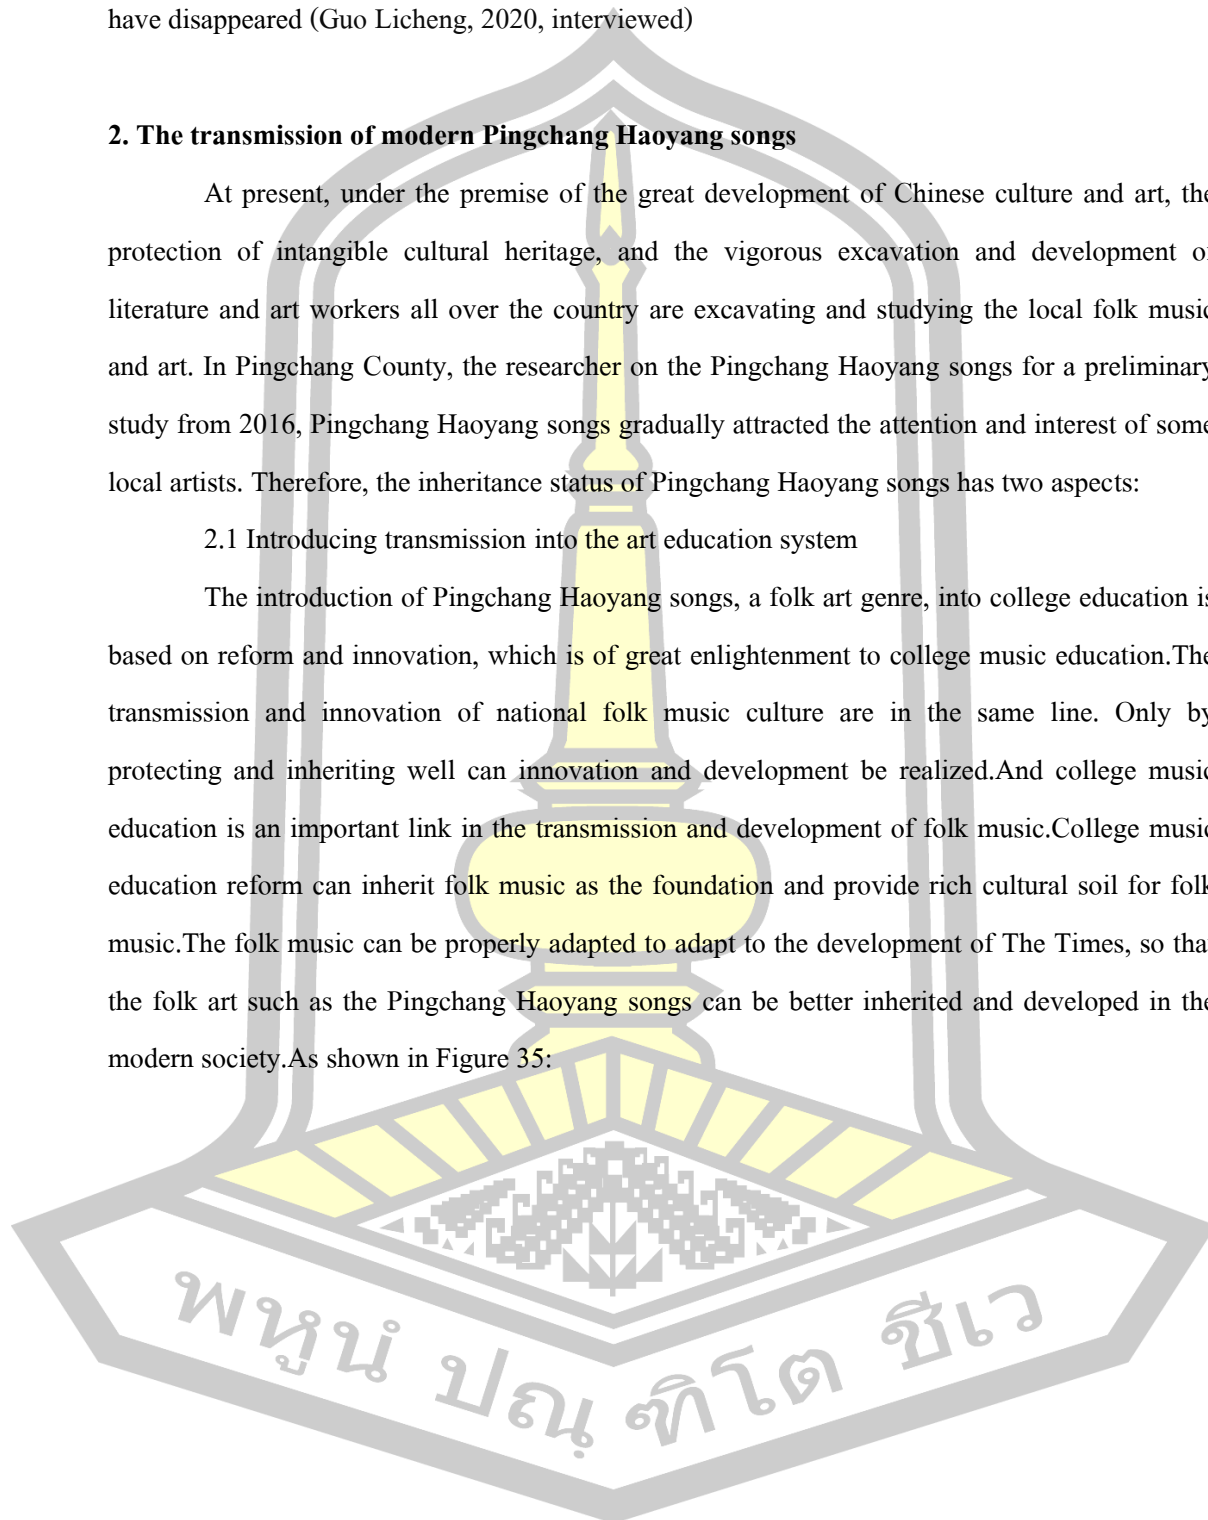 have disappeared (Guo Licheng, 2020, interviewed)
2. The transmission of modern Pingchang Haoyang songs
At present, under the premise of the great development of Chinese culture and art, the
protection of intangible cultural heritage, and the vigorous excavation and development of
literature and art workers all over the country are excavating and studying the local folk music
and art. In Pingchang County, the researcher on the Pingchang Haoyang songs for a preliminary
study from 2016, Pingchang Haoyang songs gradually attracted the attention and interest of some
local artists. Therefore, the inheritance status of Pingchang Haoyang songs has two aspects:
2.1 Introducing transmission into the art education system
The introduction of Pingchang Haoyang songs, a folk art genre, into college education is
based on reform and innovation, which is of great enlightenment to college music education.The
transmission and innovation of national folk music culture are in the same line. Only by
protecting and inheriting well can innovation and development be realized.And college music
education is an important link in the transmission and development of folk music.College music
education reform can inherit folk music as the foundation and provide rich cultural soil for folk
music.The folk music can be properly adapted to adapt to the development of The Times, so that
the folk art such as the Pingchang Haoyang songs can be better inherited and developed in the
modern society.As shown in Figure 35:
พหูนํ ปณฺฑิโต ชีเว